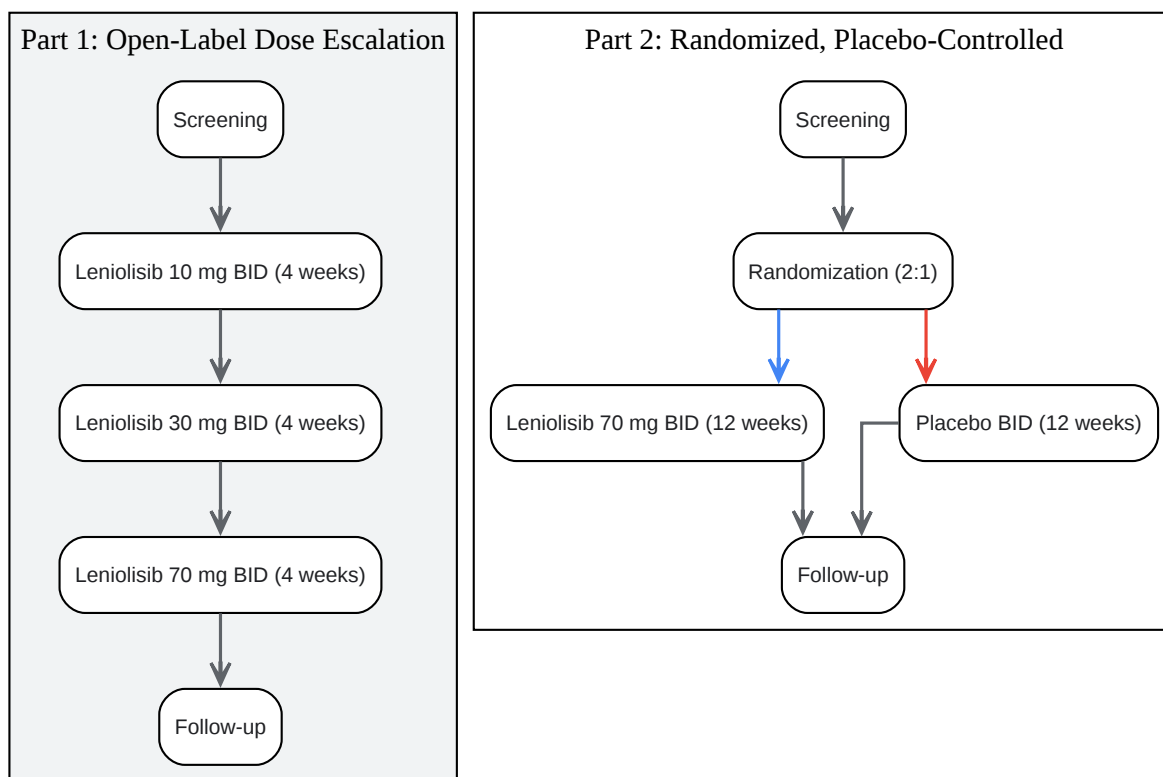 Part 1: Open-Label Dose Escalation
Screening
Leniolisib 10 mg BID (4 weeks)
Leniolisib 30 mg BID (4 weeks)
Leniolisib 70 mg BID (4 weeks)
Follow-up
Part 2: Randomized, Placebo-Controlled
Screening
Randomization (2:1)
Leniolisib 70 mg BID (12 weeks)
Placebo BID (12 weeks)
Follow-up